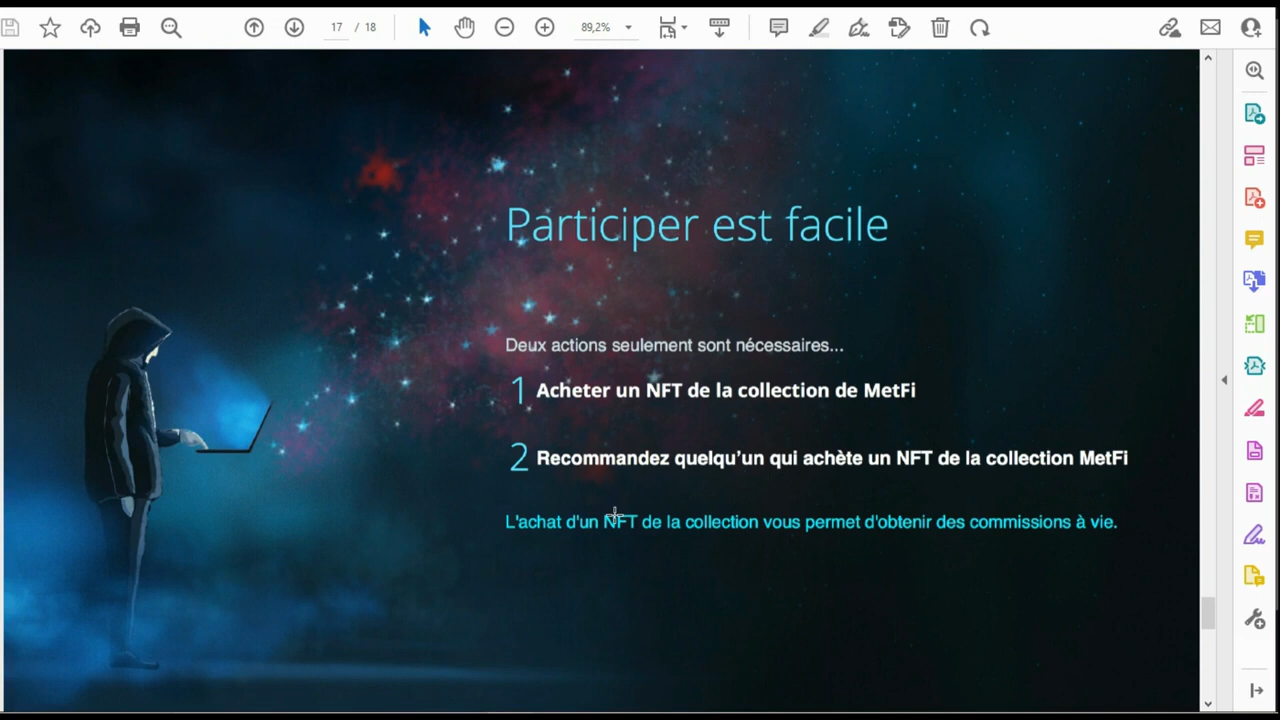 17 / 18
89,2%
Participer est facile
Deux actions seulement sont nécessaires...
1 Acheter un NFT de la collection de MetFi
2 Recommandez quelqu’un qui achète un NFT de la collection MetFi
L'achat d'un NFT de la collection vous permet d'obtenir des commissions à vie.